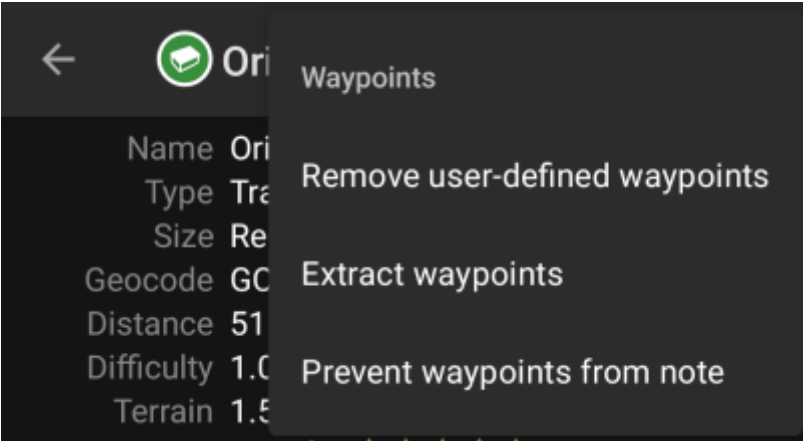 Ori
Waypoints
Name Ori
Type Tra
Size Re
Geocode GC
Distance 51
Difficulty 1.0
Terrain 1.5
Remove user-defined waypoints
Extract waypoints
Prevent waypoints from note